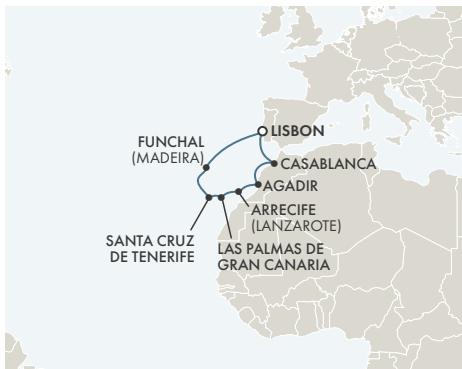 LISBON
FUNCHAL
(MADEIRA)
CASABLANCA
AGADIR
ARRECIFE
(LANZAROTE)
SANTA CRUZ
DE TENERIFE
LAS PALMAS DE
GRAN CANARIA